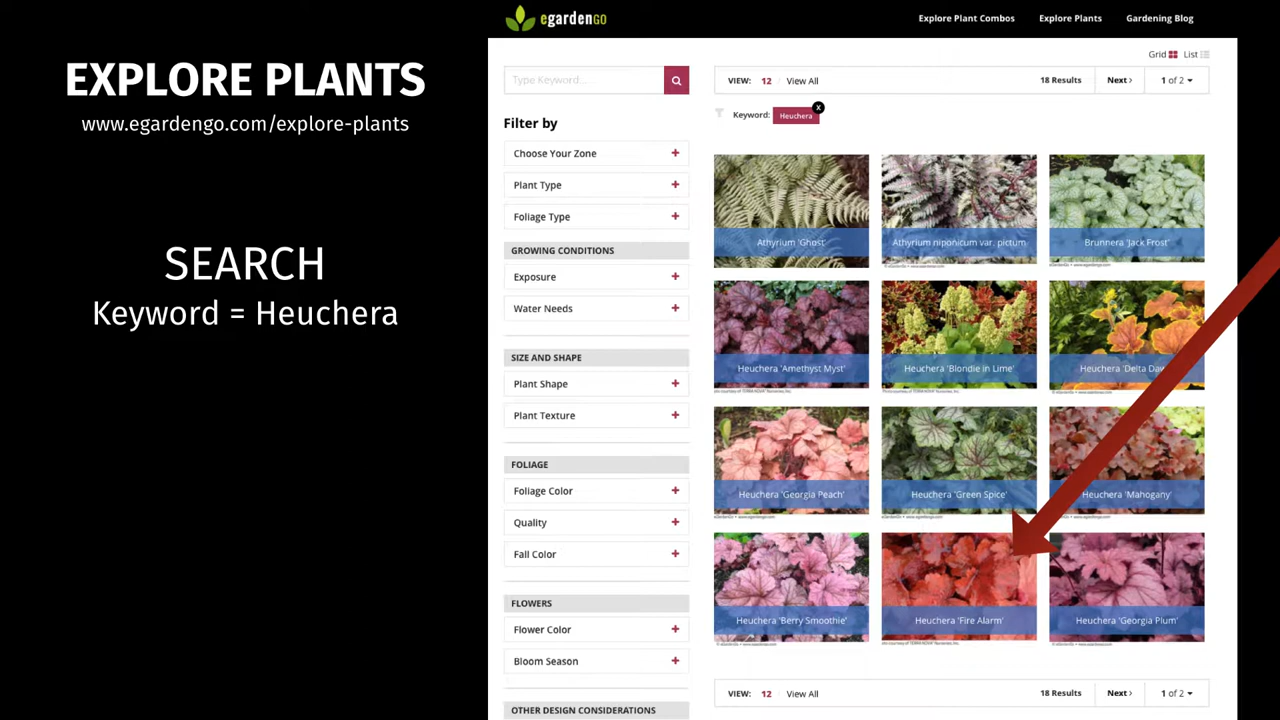 EXPLORE PLANTS
www.egardengo.com/explore-plants
SEARCH
Keyword = Heuchera
egardengo
Explore Plant Combos
Explore Plants
Gardening Blog
Grid
List
Type Keyword....
Filter by
Choose Your Zone
Plant Type
Foliage Type
GROWING CONDITIONS
Exposure
Water Needs
SIZE AND SHAPE
Plant Shape
Plant Texture
FOLIAGE
Foliage Color
Quality
Fall Color
FLOWERS
Flower Color
Bloom Season
OTHER DESIGN CONSIDERATIONS
VIEW: 12 / View All
18 Results
Next ›
1 of 2
Keyword: Heuchera x
Athyrium 'Ghost'
Athyrium niponicum var. pictum
Brunnera 'Jack Frost'
Heuchera 'Amethyst Myst'
Heuchera 'Blondie in Lime'
Heuchera 'Delta
Heuchera 'Georgia Peach'
Heuchera 'Green Spice'
Heuchera 'Mahogany'
Heuchera 'Berry Smoothie'
Heuchera 'Fire Alarm'
Heuchera 'Georgia Plum'
VIEW: 12 / View All
18 Results
Next ›
1 of 2